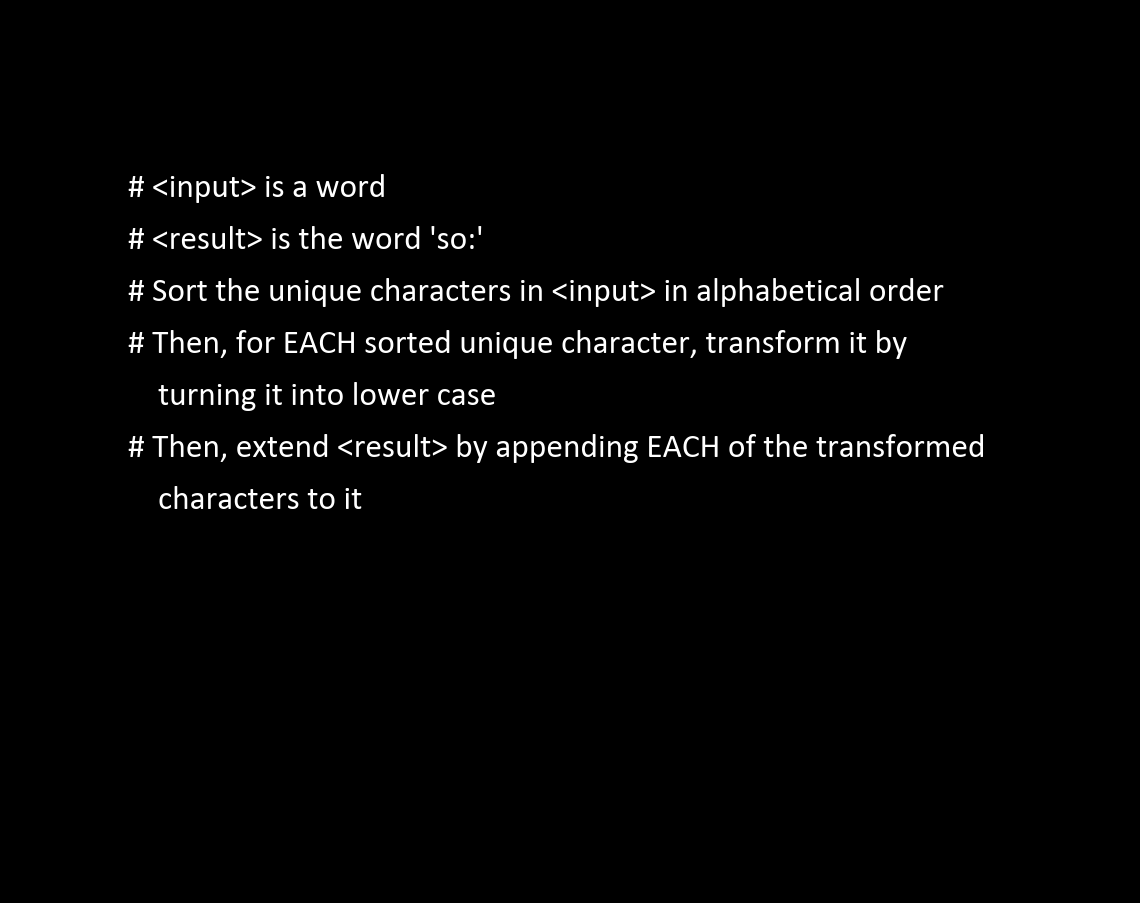 # <input> is a word
# <result> is the word 'so:'
# Sort the unique characters in <input> in alphabetical order
# Then, for EACH sorted unique character, transform it by
turning it into lower case
# Then, extend <result> by appending EACH of the transformed
characters to it